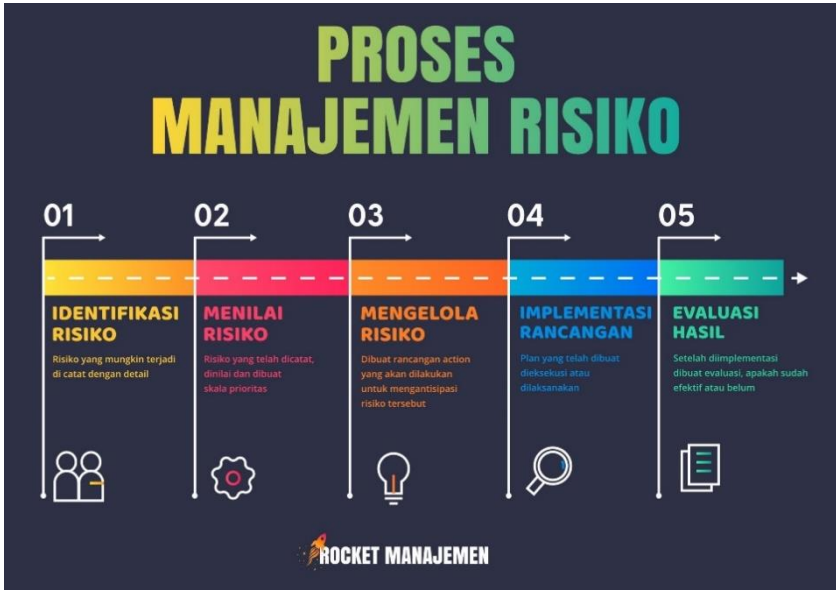 PROSES
MANAJEMEN RISIKO
01
IDENTIFIKASI
RISIKO
Risiko yang mungkin terjadi
di catat dengan detail
02
MENILAI
RISIKO
Risiko yang telah dicatat,
dinilai dan dibuat
skala prioritas
03
MENGELOLA
RISIKO
Dibuat rancangan action
yang akan dilakukan
untuk mengantisipasi
risiko tersebut
04
IMPLEMENTASI
RANCANGAN
Plan yang telah dibuat
dieksekusi atau
dilaksanakan
05
EVALUASI
HASIL
Setelah diimplementasi
dibuat evaluasi, apakah sudah
efektif atau belum
ROCKET MANAJEMEN